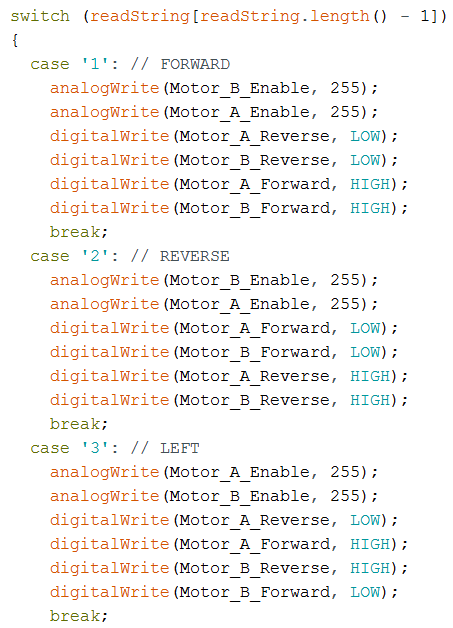 switch (readString[readString.length() - 1])
{
  case '1': // FORWARD
    analogWrite(Motor_B_Enable, 255);
    analogWrite(Motor_A_Enable, 255);
    digitalWrite(Motor_A_Reverse, LOW);
    digitalWrite(Motor_B_Reverse, LOW);
    digitalWrite(Motor_A_Forward, HIGH);
    digitalWrite(Motor_B_Forward, HIGH);
    break;
  case '2': // REVERSE
    analogWrite(Motor_B_Enable, 255);
    analogWrite(Motor_A_Enable, 255);
    digitalWrite(Motor_A_Forward, LOW);
    digitalWrite(Motor_B_Forward, LOW);
    digitalWrite(Motor_A_Reverse, HIGH);
    digitalWrite(Motor_B_Reverse, HIGH);
    break;
  case '3': // LEFT
    analogWrite(Motor_A_Enable, 255);
    analogWrite(Motor_B_Enable, 255);
    digitalWrite(Motor_A_Reverse, LOW);
    digitalWrite(Motor_A_Forward, HIGH);
    digitalWrite(Motor_B_Reverse, HIGH);
    digitalWrite(Motor_B_Forward, LOW);
    break;